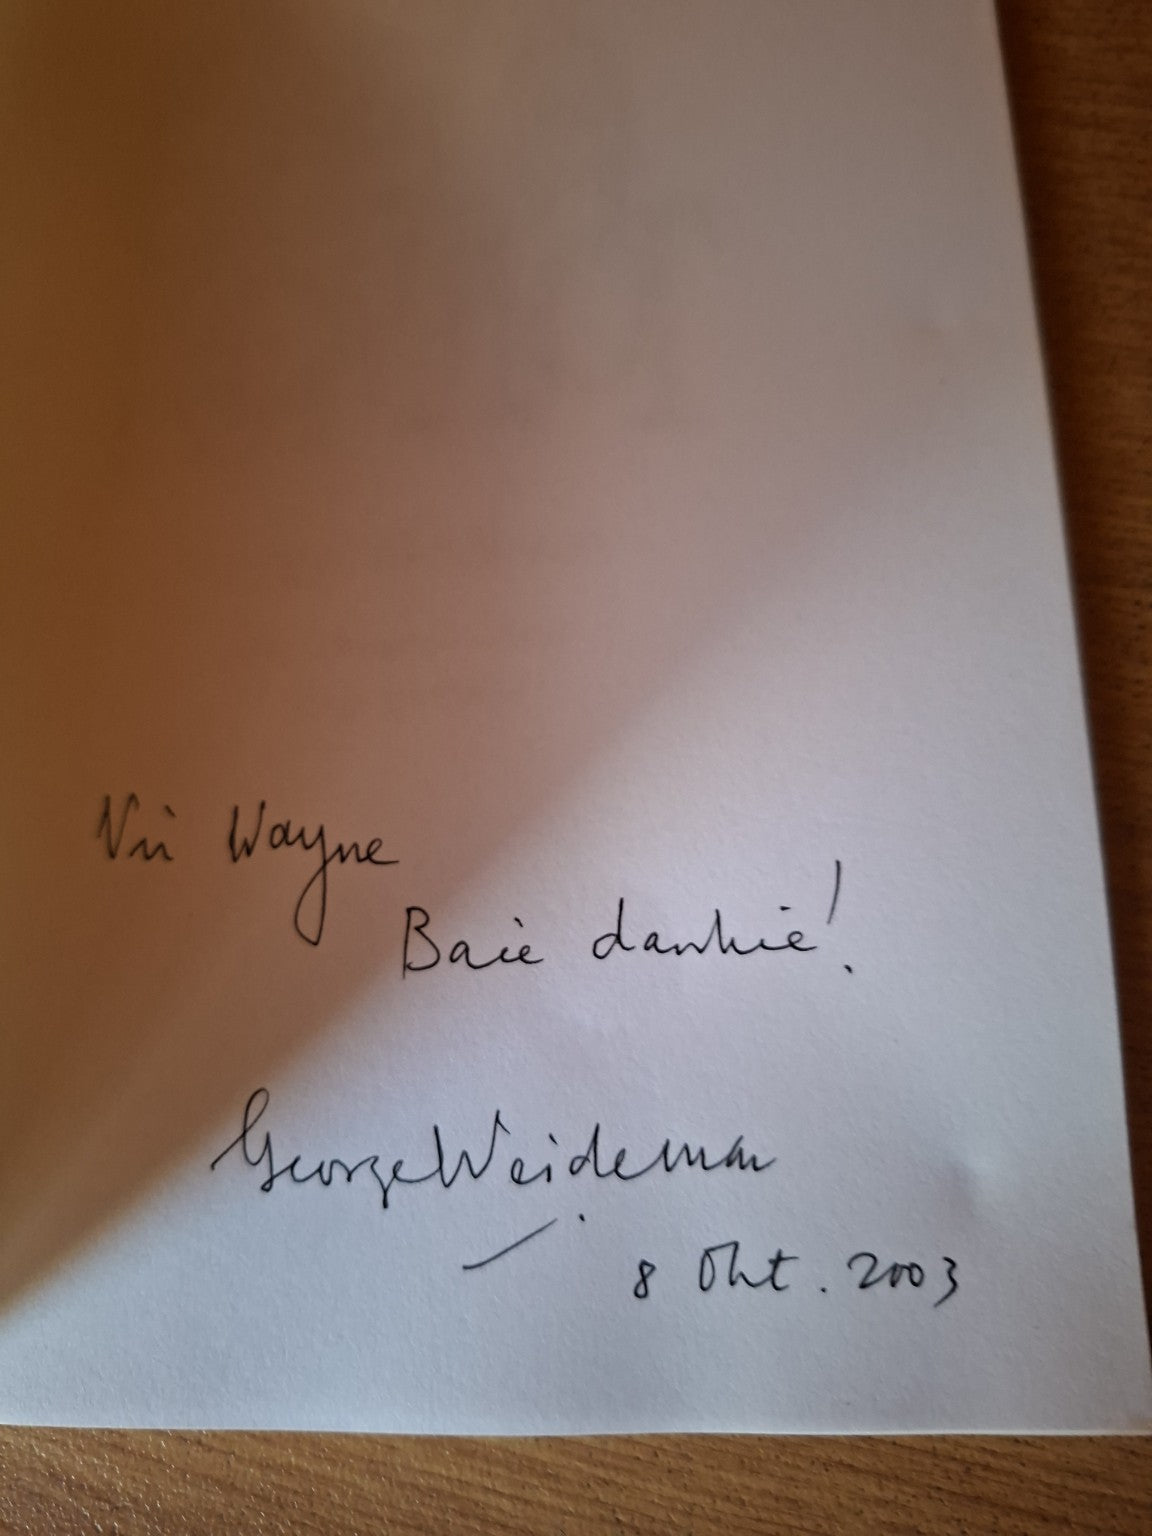 Vir Wayne
Baie dankie!
George Weideman
8 Okt. 2003